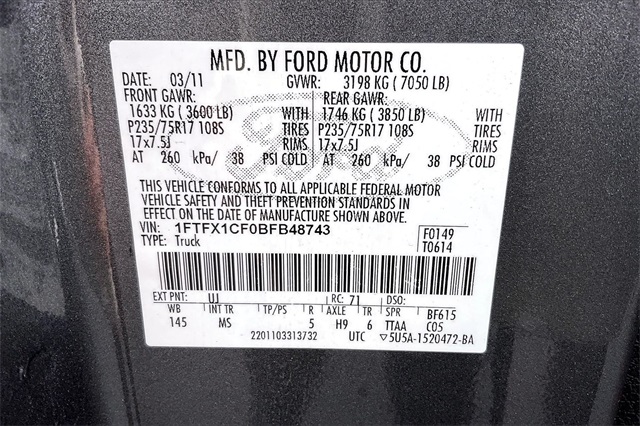 MFD. BY FORD MOTOR CO.
DATE: 03/11 GVWR: 3198 KG ( 7050 LB)
FRONT GAWR: REAR GAWR:
1633 KG ( 3600 LB) WITH 1746 KG ( 3850 LB) WITH
P235/75R17 108S TIRES P235/75R17 108S TIRES
17x7.5J RIMS 17x7.5J RIMS
AT 260 kPa/ 38 PSI COLD AT 260 kPa/ 38 PSI COLD
Ford
THIS VEHICLE CONFORMS TO ALL APPLICABLE FEDERAL MOTOR
VEHICLE SAFETY AND THEFT PREVENTION STANDARDS IN
EFFECT ON THE DATE OF MANUFACTURE SHOWN ABOVE.
VIN: 1FTFX1CF0BFB48743 F0149
TYPE: Truck T0614
EXT PNT: UJ RC: 71 DSO:
WB INT TR TP/PS R AXLE TR SPR BF615
145 MS 5 H9 6 TTAA C05
2201103313732 UTC ▽5U5A-1520472-BA